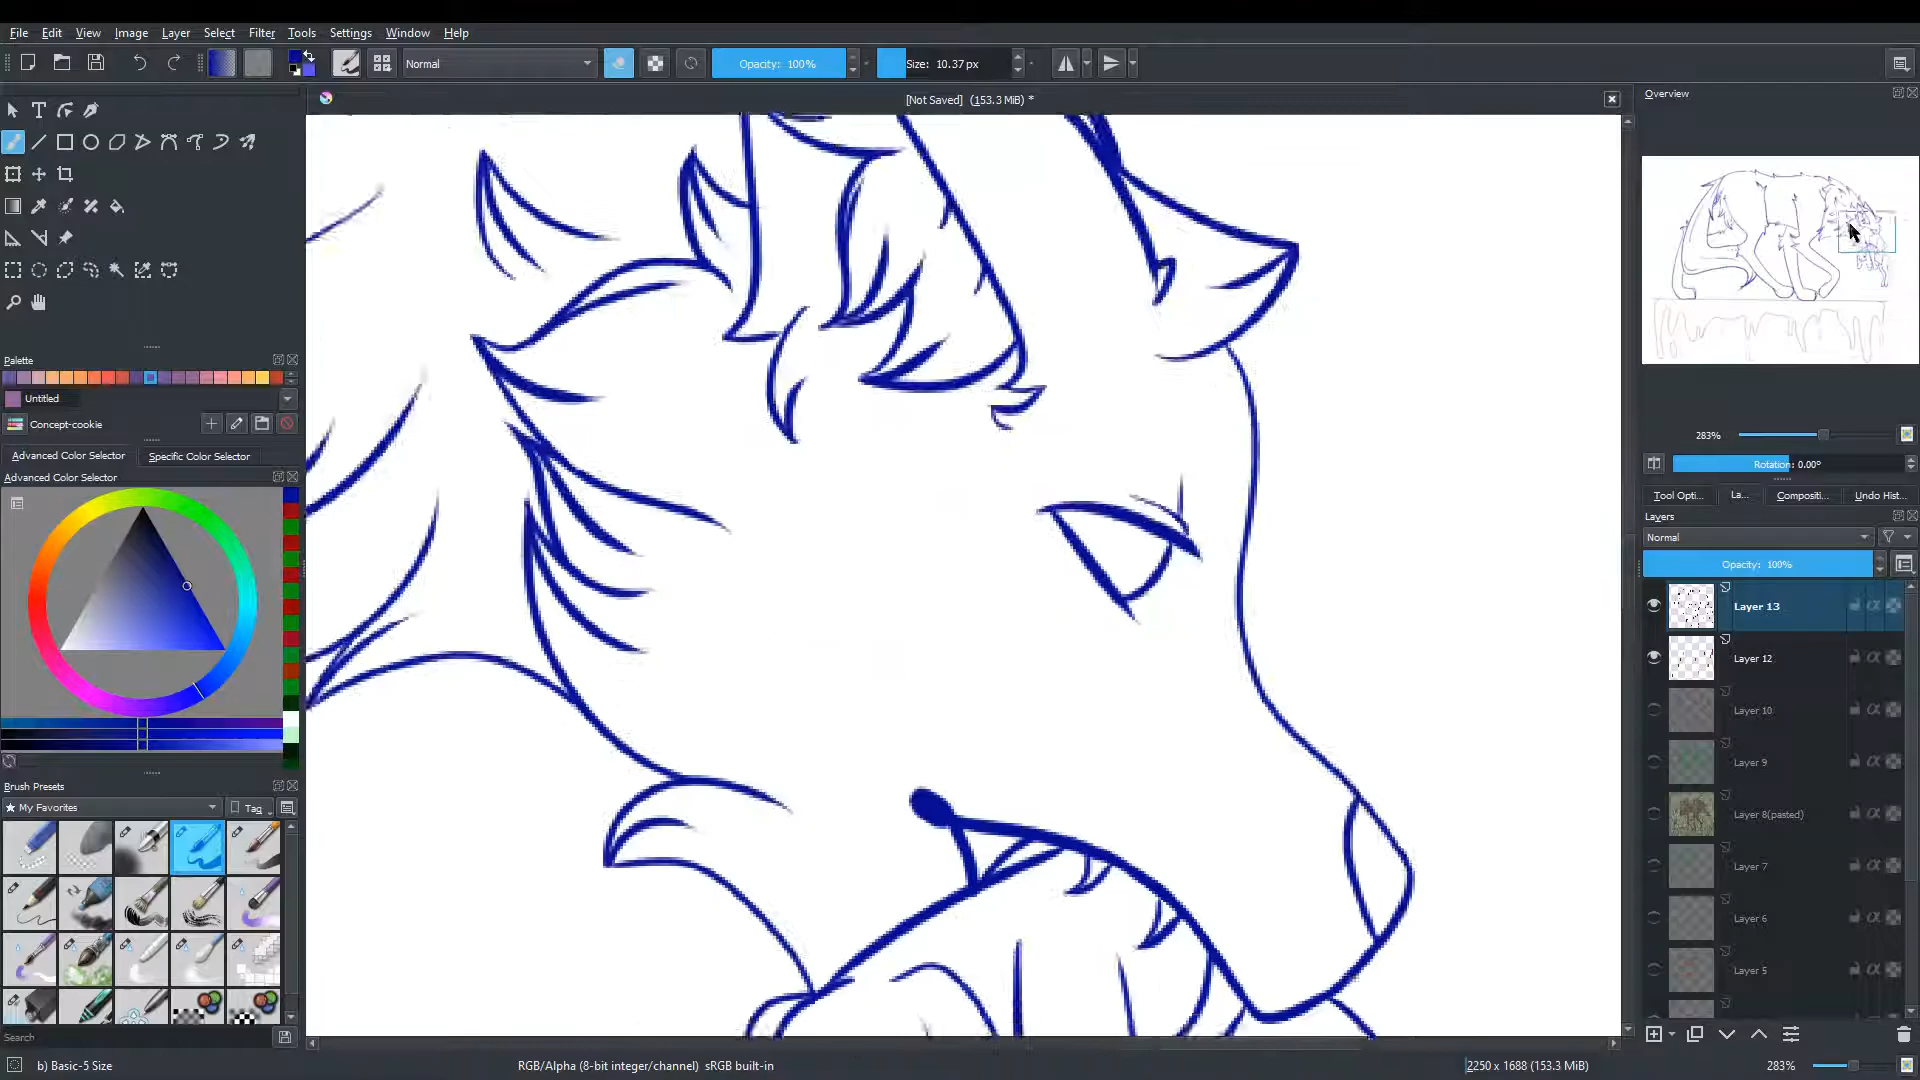 File Edit View Image Layer Select Filter Tools Settings Window Help
Normal
Opacity: 100%
Size: 10.37 px
[Not Saved] (153.3 MiB) *
Overview
Palette
Untitled
Concept-cookie
Advanced Color Selector
Specific Color Selector
Advanced Color Selector
283%
Rotation: 0.00°
Tool Opti...
La...
Compositi...
Undo Hist...
Layers
Normal
Opacity: 100%
Layer 13
Layer 12
Layer 10
Layer 9
Layer 8(pasted)
Layer 7
Layer 6
Layer 5
Brush Presets
My Favorites
Tag
Search
b) Basic-5 Size
RGB/Alpha (8-bit integer/channel) sRGB built-in
2250 x 1688 (153.3 MiB)
283%